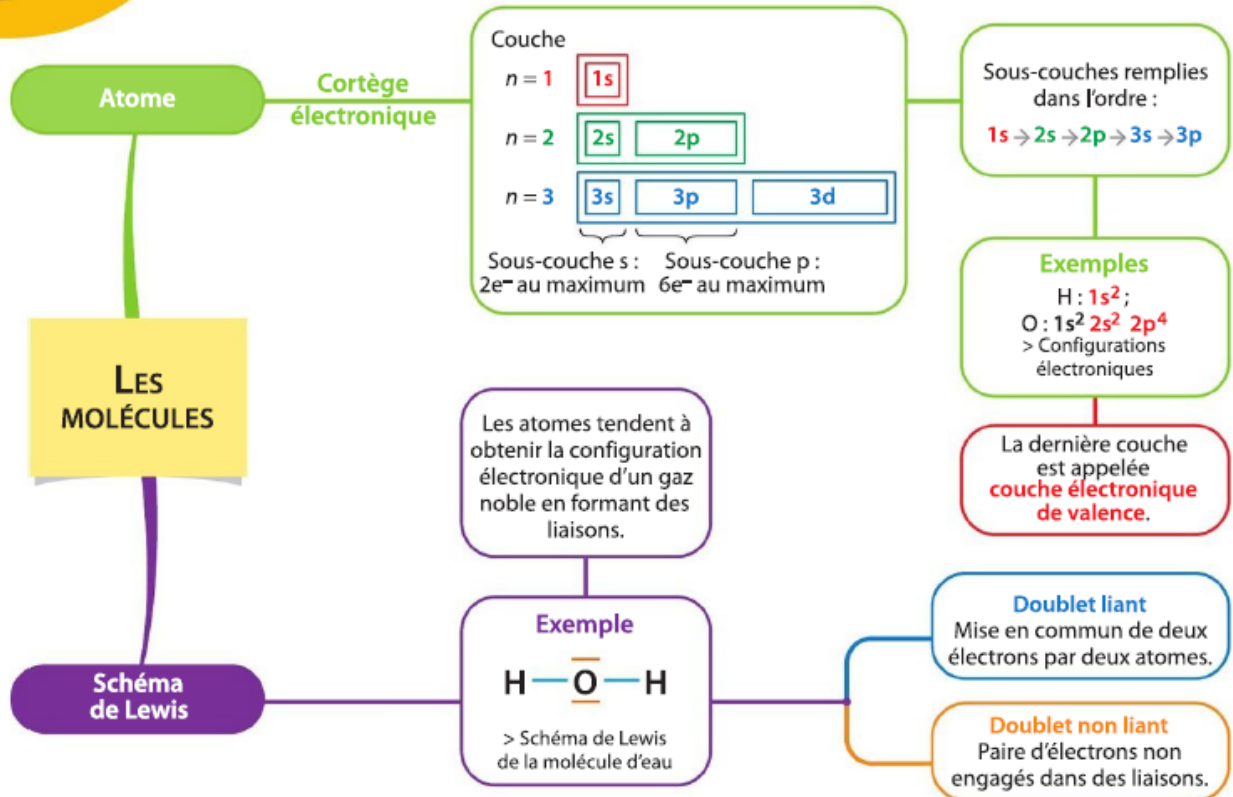 Atome
Cortège
électronique
Couche
n = 1 1s
n = 2 2s 2p
n = 3 3s 3p 3d
Sous-couche s :
2e⁻ au maximum
Sous-couche p :
6e⁻ au maximum
Sous-couches remplies
dans l'ordre :
1s → 2s → 2p → 3s → 3p
Exemples
H : 1s² ;
O : 1s² 2s² 2p⁴
> Configurations
électroniques
La dernière couche
est appelée
couche électronique
de valence.
LES
MOLÉCULES
Les atomes tendent à
obtenir la configuration
électronique d'un gaz
noble en formant des
liaisons.
Schéma
de Lewis
Exemple
H — O — H
> Schéma de Lewis
de la molécule d'eau
Doublet liant
Mise en commun de deux
électrons par deux atomes.
Doublet non liant
Paire d'électrons non
engagés dans des liaisons.